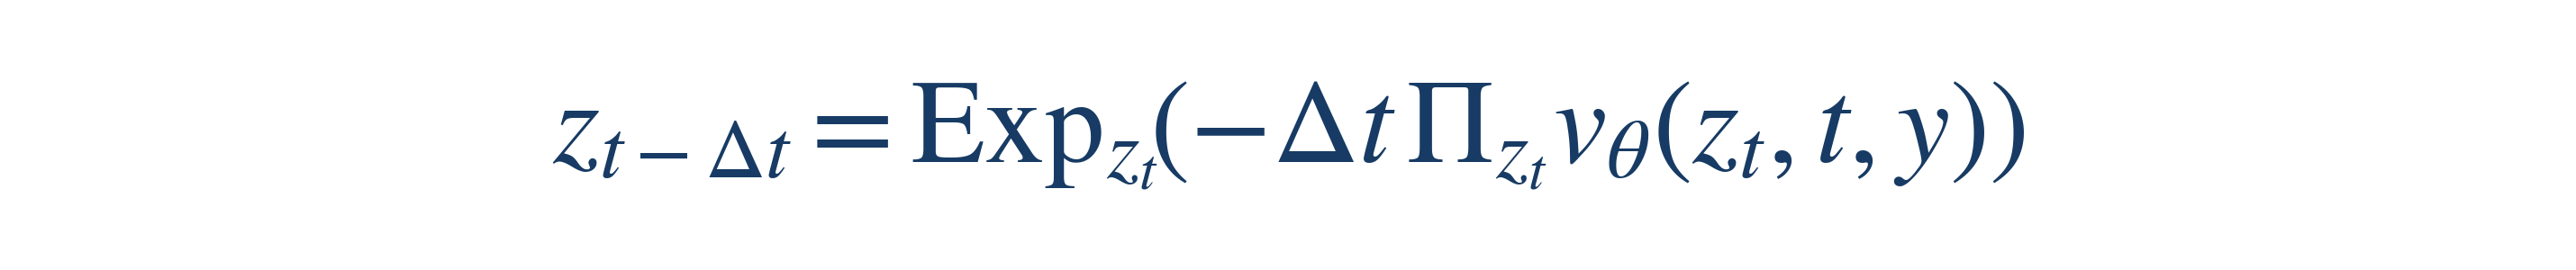 z_{t-Δt} = Exp_{z_t}(-Δt Π_{z_t} v_θ(z_t, t, y))